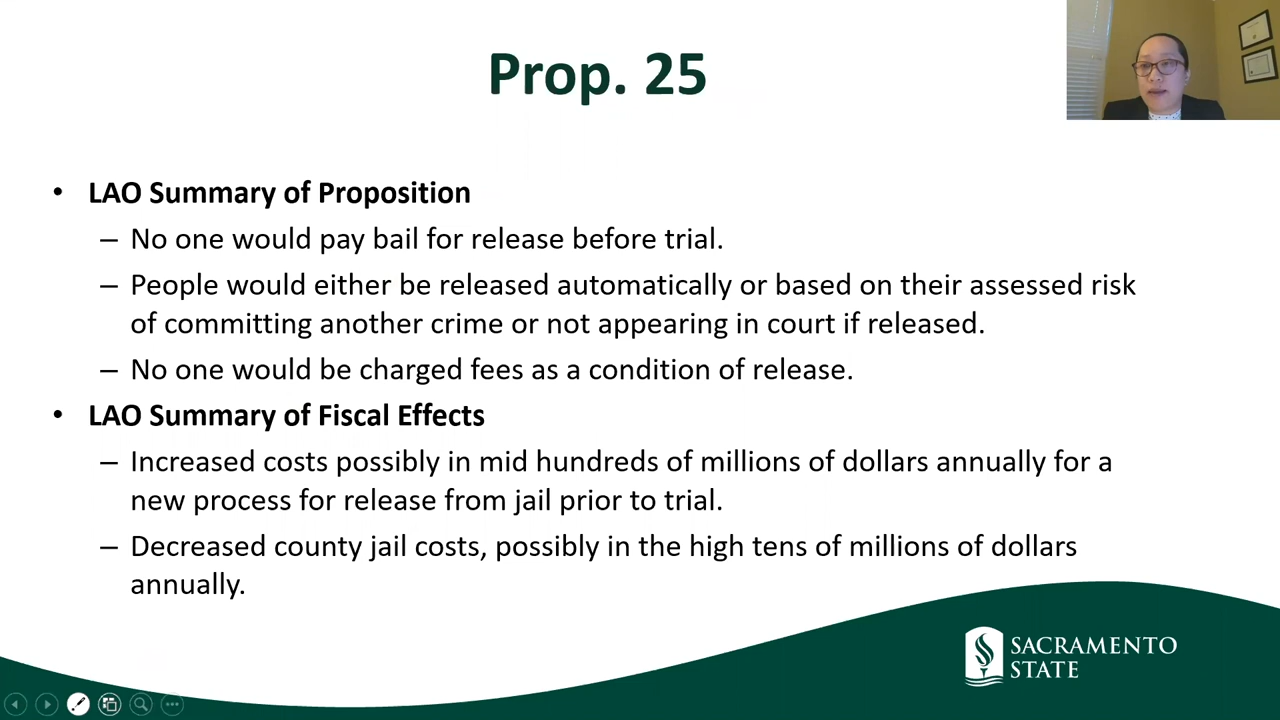 Prop. 25
• LAO Summary of Proposition
– No one would pay bail for release before trial.
– People would either be released automatically or based on their assessed risk
of committing another crime or not appearing in court if released.
– No one would be charged fees as a condition of release.
• LAO Summary of Fiscal Effects
– Increased costs possibly in mid hundreds of millions of dollars annually for a
new process for release from jail prior to trial.
– Decreased county jail costs, possibly in the high tens of millions of dollars
annually.
SACRAMENTO
STATE